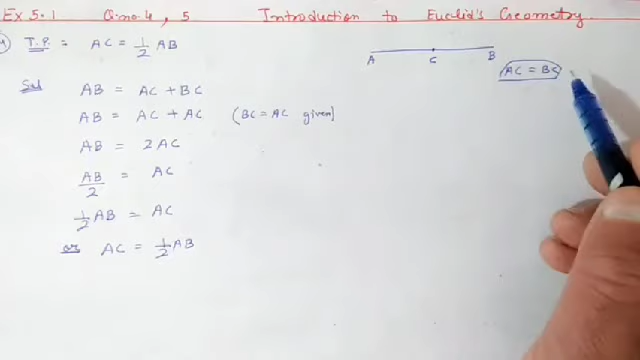 Ex 5.1 Q.no. 4, 5 Introduction to Euclid's Geometry
T.P. = AC = 1/2 AB
A C B
AC = BC
Sol AB = AC + BC
AB = AC + AC (BC = AC given]
AB = 2AC
AB/2 = AC
1/2 AB = AC
or AC = 1/2 AB